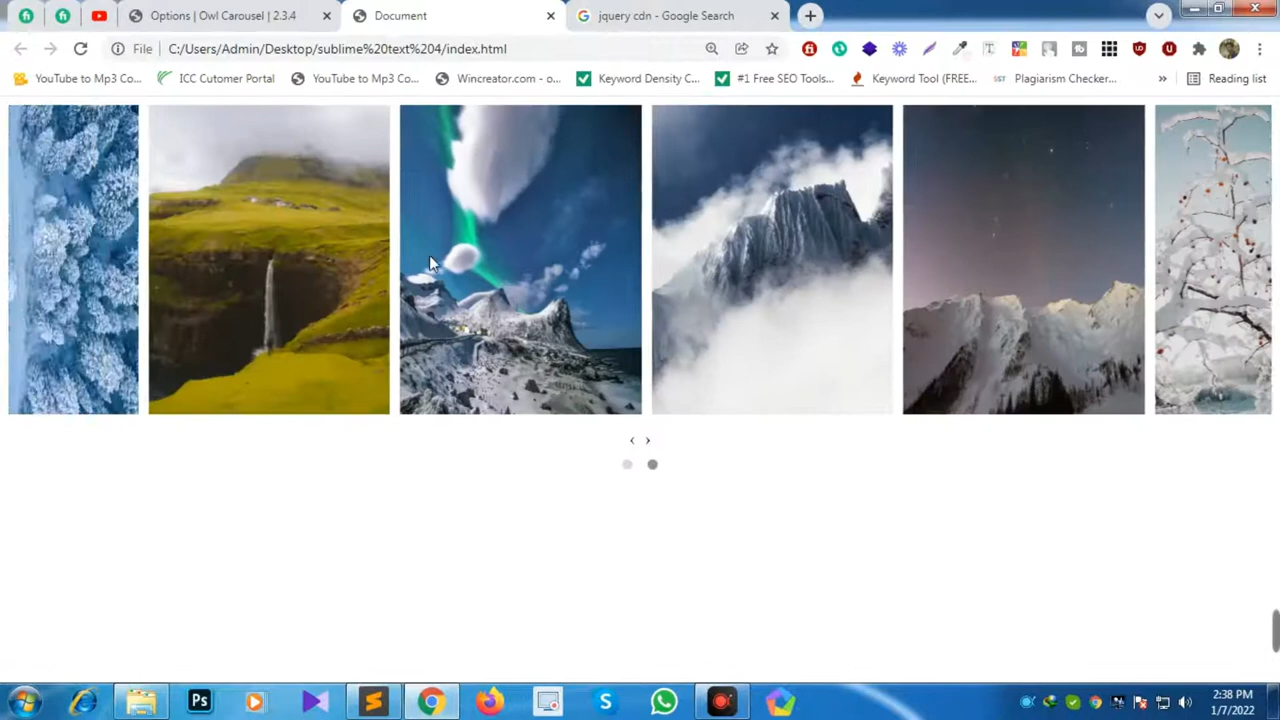 Options | Owl Carousel | 2.3.4
Document
jquery cdn - Google Search
File
C:/Users/Admin/Desktop/sublime%20text%204/index.html
YouTube to Mp3 Co...
ICC Cutomer Portal
YouTube to Mp3 Co...
Wincreator.com - o...
Keyword Density C...
#1 Free SEO Tools...
Keyword Tool (FREE...
SST
Plagiarism Checker...
»
Reading list
‹ ›
Ps
2:38 PM
1/7/2022